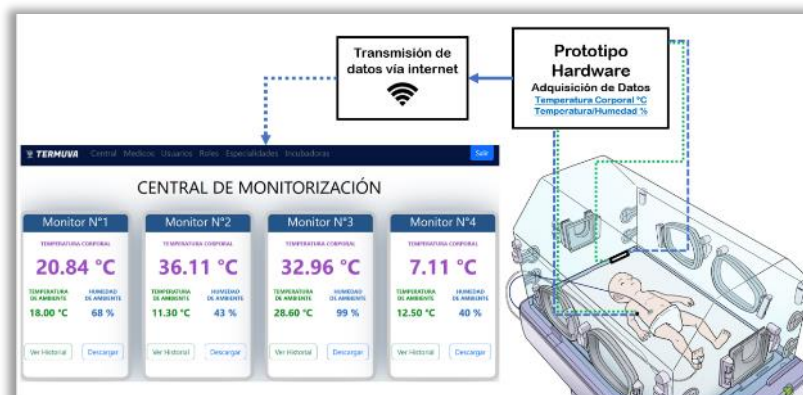 Transmisión de
datos vía internet
Prototipo
Hardware
Adquisición de Datos
Temperatura Corporal °C
Temperatura/Humedad %
TERMUVA Central Medicos Usuarios Roles Especialidades Incubadoras Salir
CENTRAL DE MONITORIZACIÓN
Monitor N°1
TEMPERATURA CORPORAL
20.84 °C
TEMPERATURA DE AMBIENTE
HUMEDAD DE AMBIENTE
18.00 °C 68 %
Ver Historial Descargar
Monitor N°2
TEMPERATURA CORPORAL
36.11 °C
TEMPERATURA DE AMBIENTE
HUMEDAD DE AMBIENTE
11.30 °C 43 %
Ver Historial Descargar
Monitor N°3
TEMPERATURA CORPORAL
32.96 °C
TEMPERATURA DE AMBIENTE
HUMEDAD DE AMBIENTE
28.60 °C 99 %
Ver Historial Descargar
Monitor N°4
TEMPERATURA CORPORAL
7.11 °C
TEMPERATURA DE AMBIENTE
HUMEDAD DE AMBIENTE
12.50 °C 40 %
Ver Historial Descargar